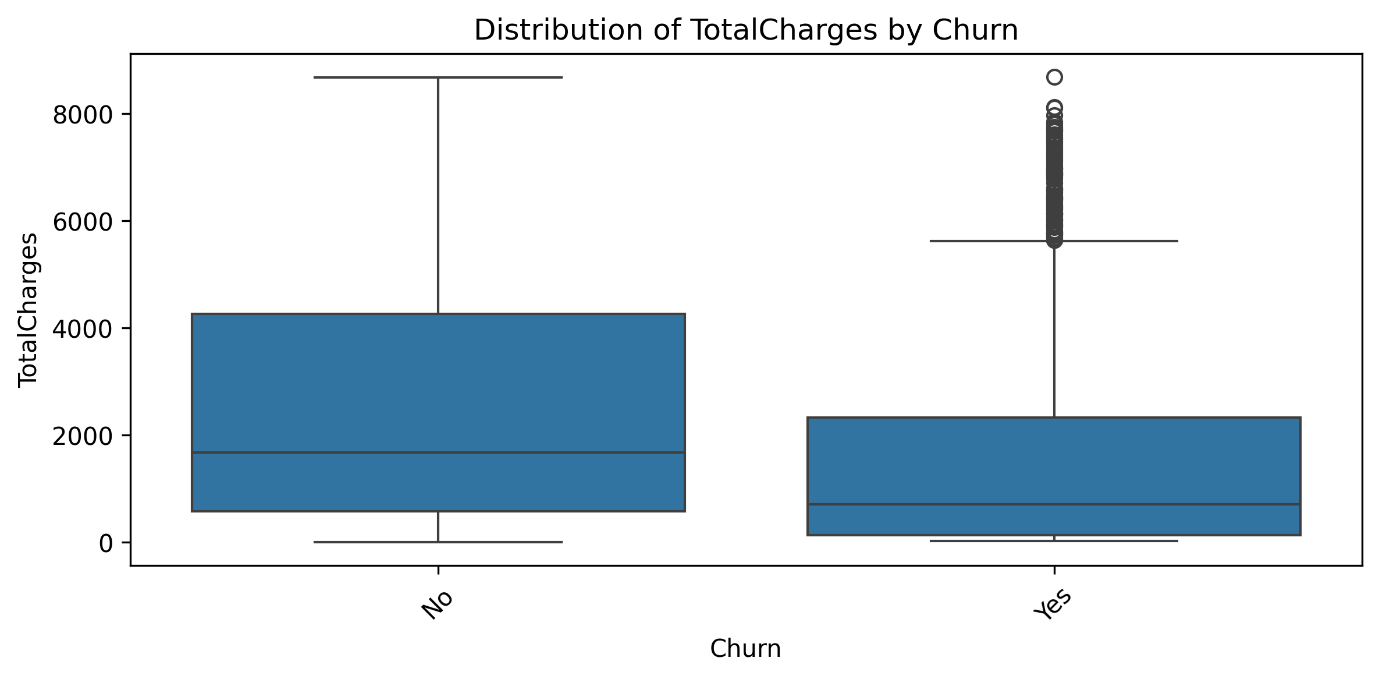 Distribution of TotalCharges by Churn
TotalCharges
8000
6000
4000
2000
0
No
Yes
Churn